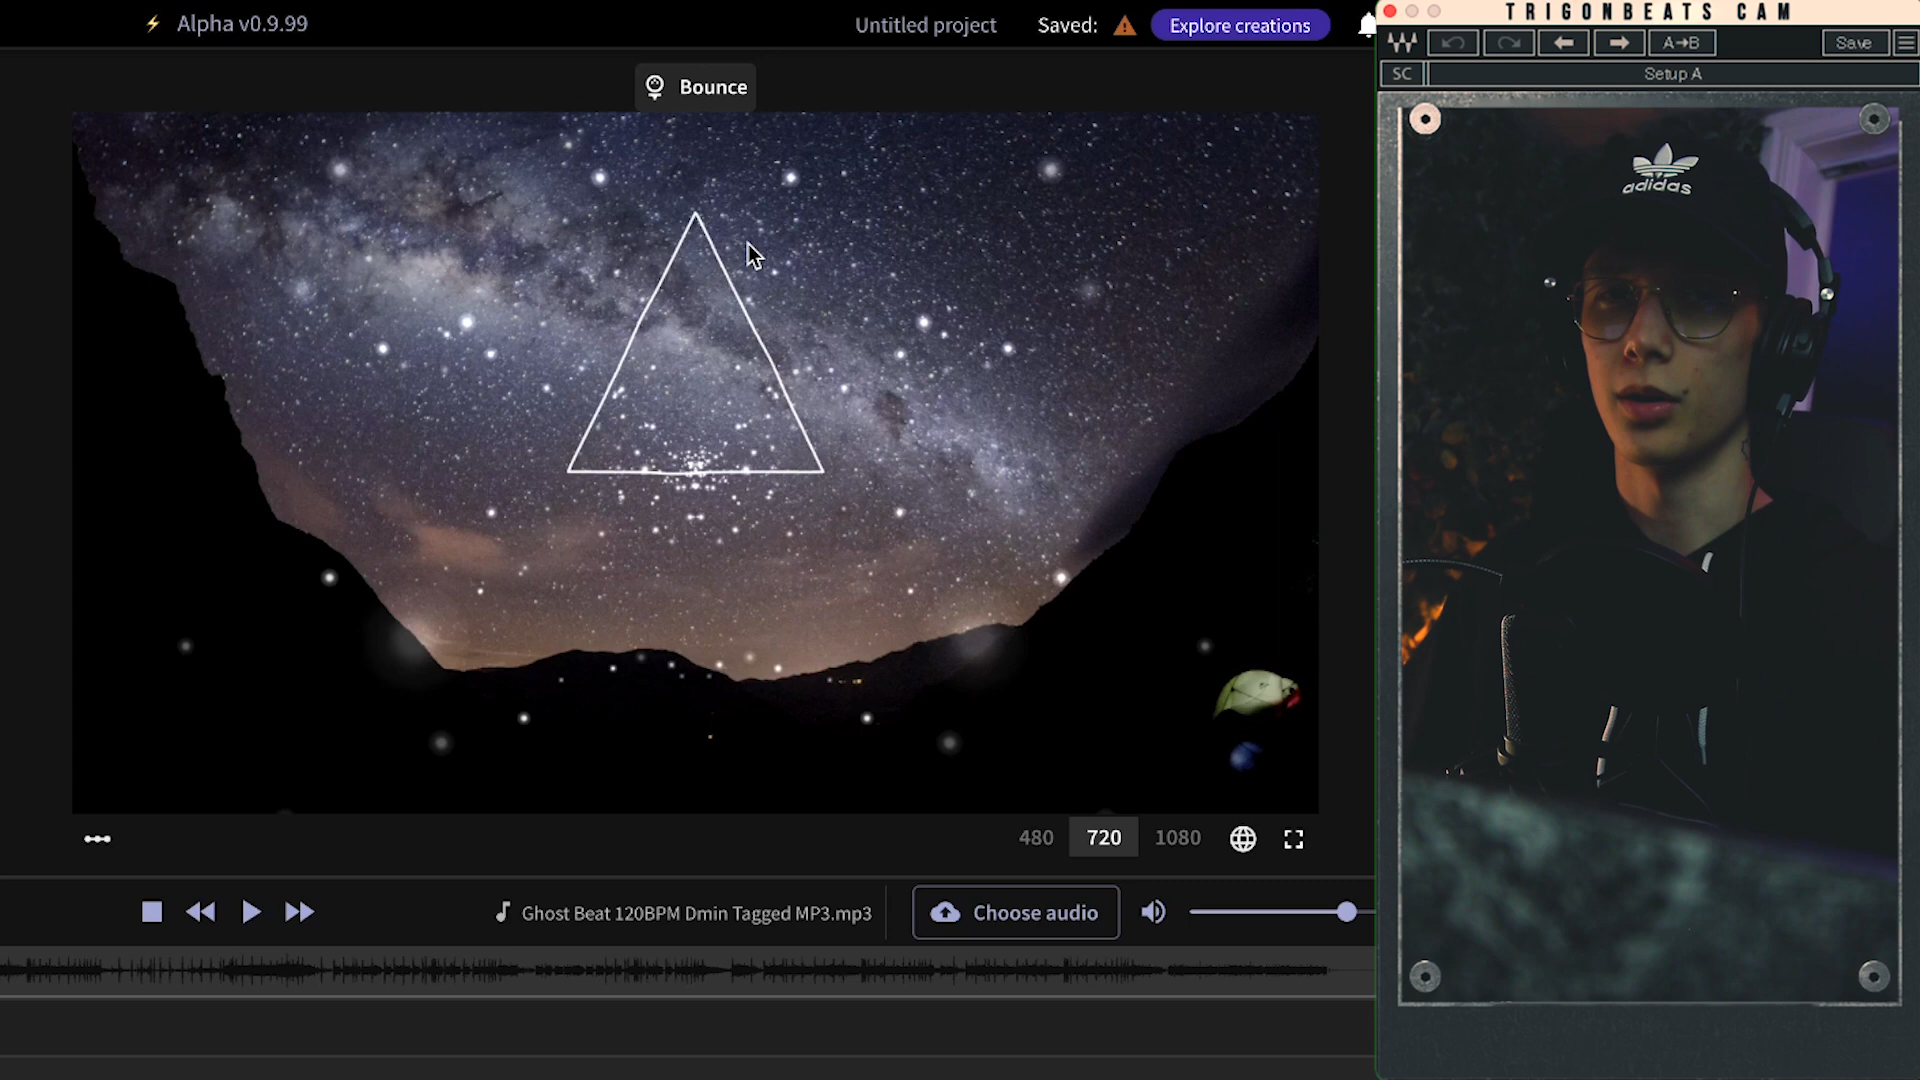 Alpha v0.9.99
Untitled project
Saved:
Explore creations
Bounce
480
720
1080
Ghost Beat 120BPM Dmin Tagged MP3.mp3
Choose audio
TRIGONBEATS CAM
A→B
Save
SC
Setup A
adidas